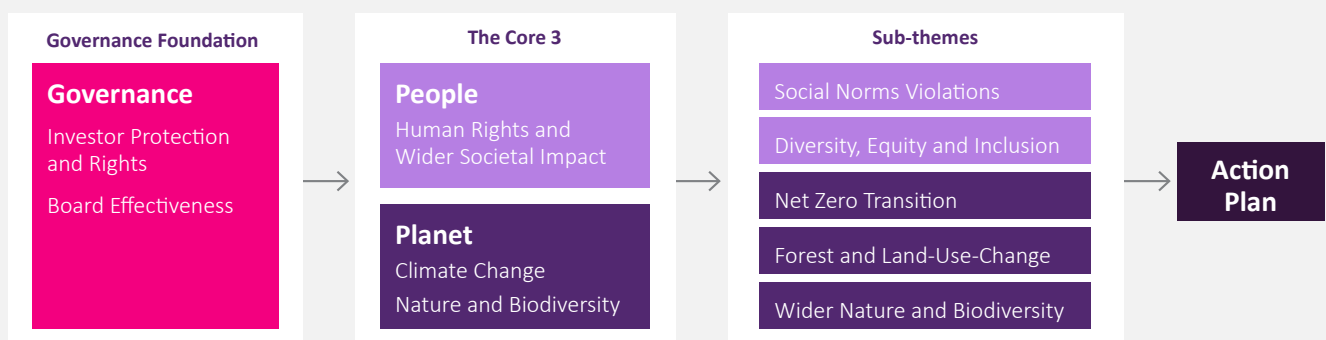 Governance Foundation
Governance
Investor Protection
and Rights
Board Effectiveness
The Core 3
People
Human Rights and
Wider Societal Impact
Planet
Climate Change
Nature and Biodiversity
Sub-themes
Social Norms Violations
Diversity, Equity and Inclusion
Net Zero Transition
Forest and Land-Use-Change
Wider Nature and Biodiversity
Action
Plan